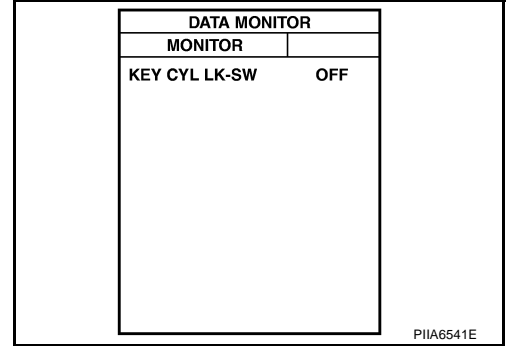 DATA MONITOR
MONITOR
KEY CYL LK-SW OFF
PIIA6541E